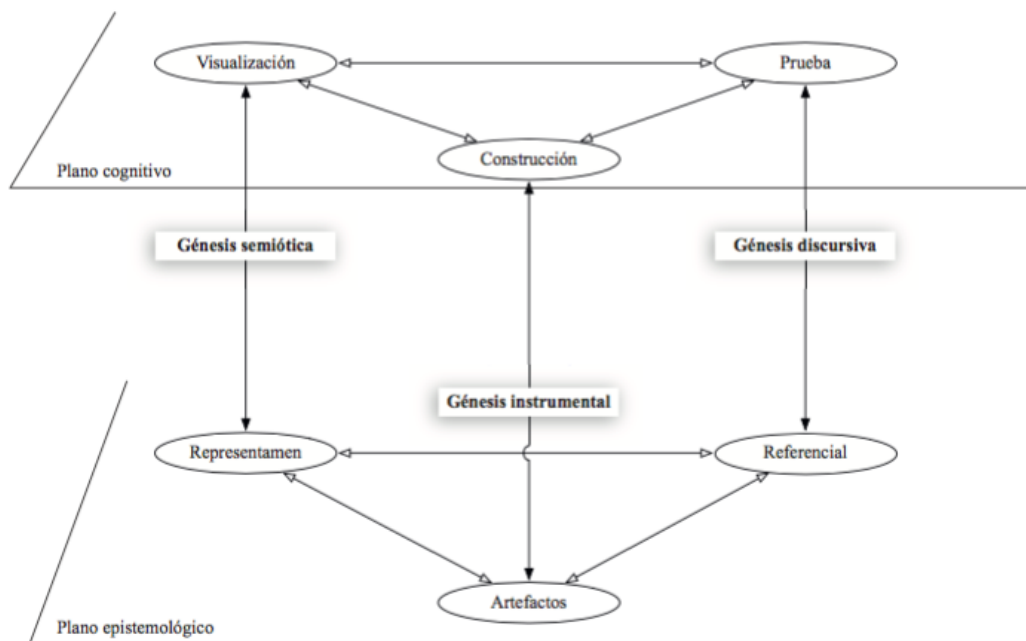 Visualización
Prueba
Construcción
Plano cognitivo
Génesis semiótica
Génesis discursiva
Génesis instrumental
Representamen
Referencial
Artefactos
Plano epistemológico